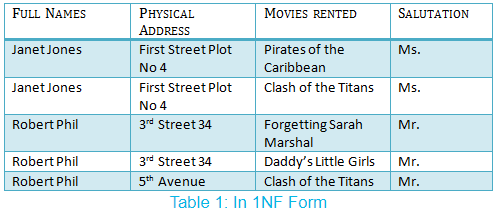 FULL NAMES PHYSICAL ADDRESS MOVIES RENTED SALUTATION
Janet Jones First Street Plot No 4 Pirates of the Caribbean Ms.
Janet Jones First Street Plot No 4 Clash of the Titans Ms.
Robert Phil 3rd Street 34 Forgetting Sarah Marshal Mr.
Robert Phil 3rd Street 34 Daddy's Little Girls Mr.
Robert Phil 5th Avenue Clash of the Titans Mr.
Table 1: In 1NF Form